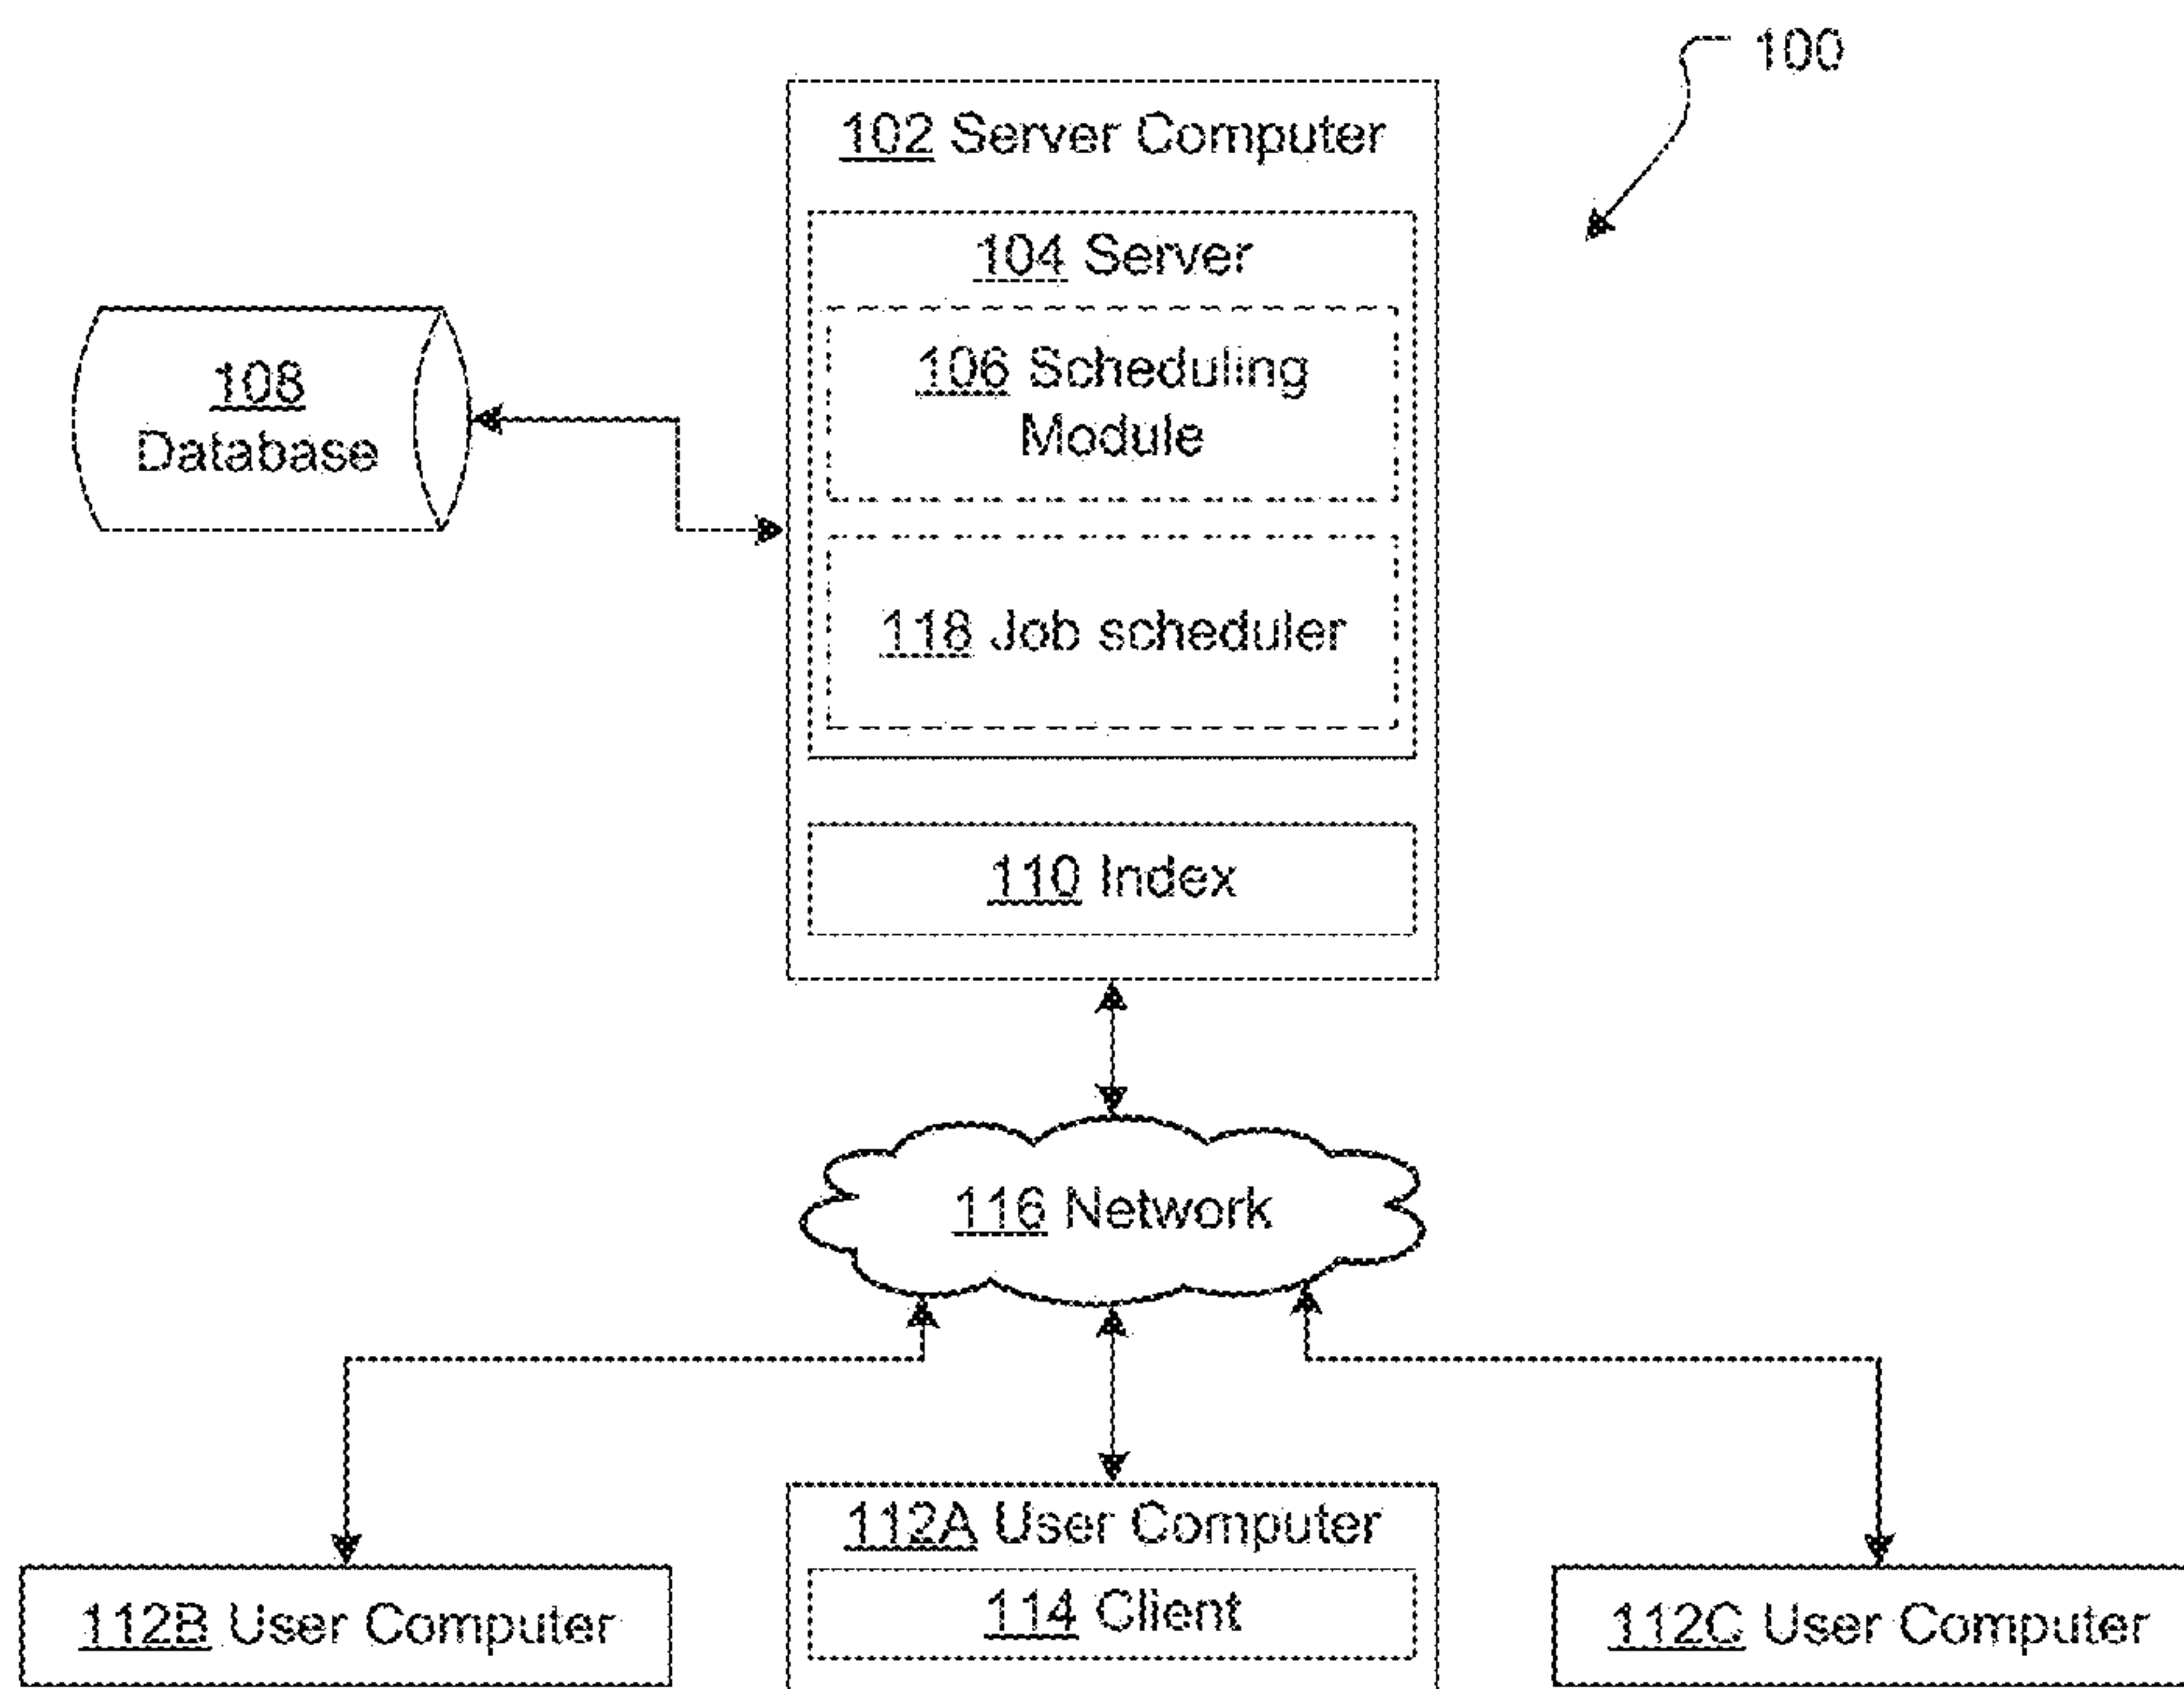 100
102 Server Computer
104 Server
106 Scheduling
Module
108
Database
118 Job scheduler
110 Index
116 Network
112A User Computer
114 Client
112B User Computer
112C User Computer